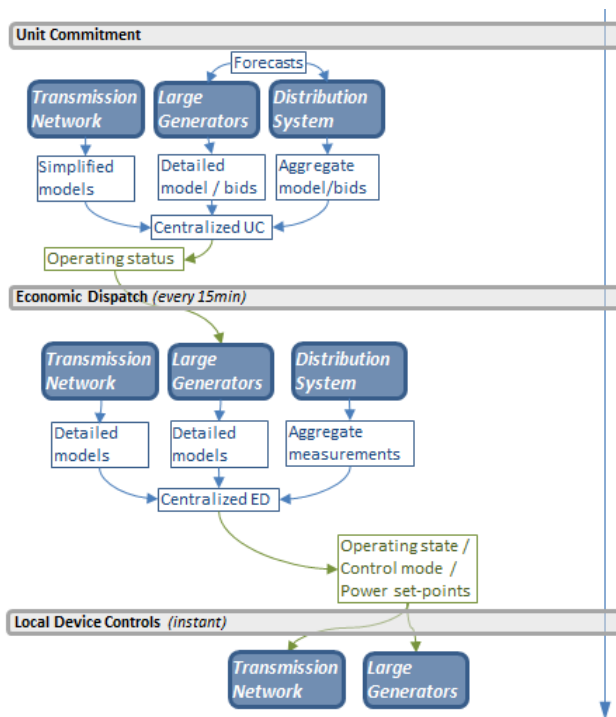 Unit Commitment
Forecasts
Transmission
Network
Large
Generators
Distribution
System
Simplified
models
Detailed
model / bids
Aggregate
model/bids
Centralized UC
Operating status
Economic Dispatch (every 15min)
Transmission
Network
Large
Generators
Distribution
System
Detailed
models
Detailed
models
Aggregate
measurements
Centralized ED
Operating state /
Control mode /
Power set-points
Local Device Controls (instant)
Transmission
Network
Large
Generators